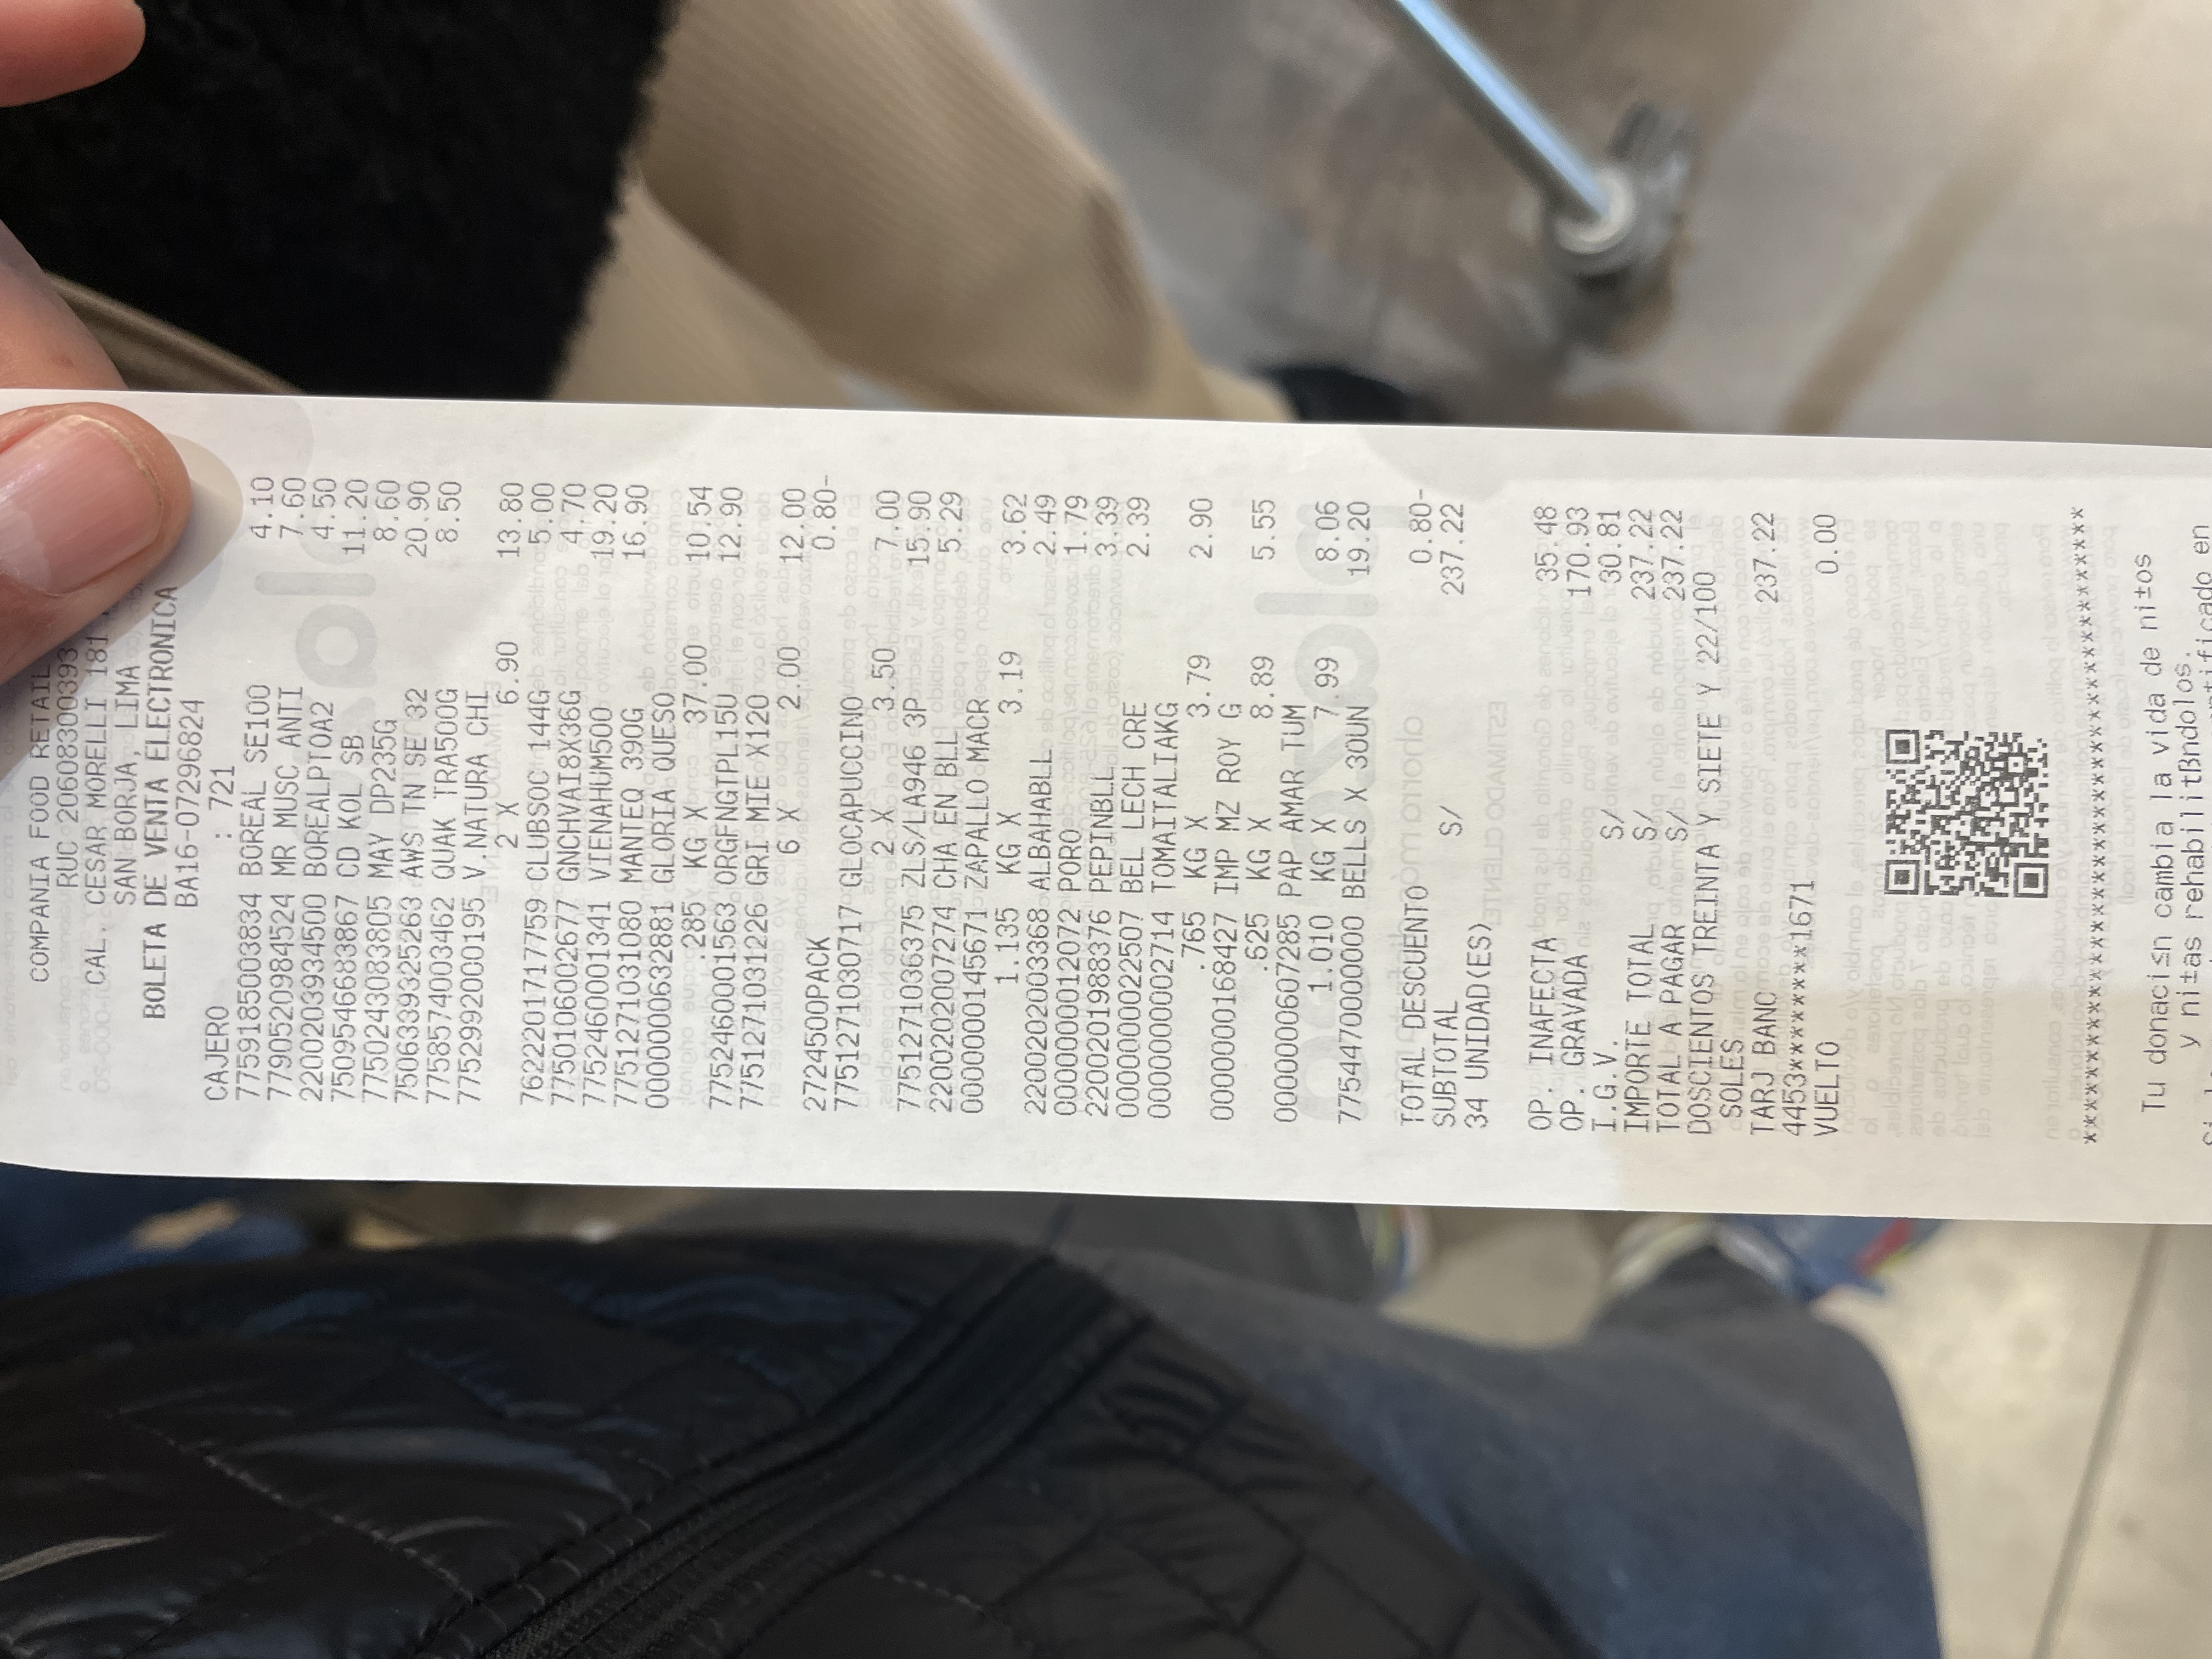 COMPANIA FOOD RETAIL
RUC 20608300393
CAL. CESAR MORELLI 181
SAN BORJA, LIMA
BOLETA DE VENTA ELECTRONICA
BA16-07296824
CAJERO : 721
7759185003834 BOREAL SE100 4.10
7790520984524 MR MUSC ANTI 7.60
2200203934500 BOREALPTOA2 4.50
7509546683867 CD KOL SB 11.20
7750243083805 MAY DP235G 8.60
7506339325263 AWS TN SE 32 20.90
7758574003462 QUAK TRA500G 8.50
7752992000195 V.NATURA CHI
2 X 6.90 13.80
7622201717759 CLUBSOC 144G 5.00
7750106002677 GNCHVAI8X36G 4.70
7752460001341 VIENAHUM500 19.20
7751271031080 MANTEQ 390G 16.90
0000000632881 GLORIA QUESO
.285 KG X 37.00 10.54
7752460001563 ORGFNGTPL15U 12.90
7751271031226 GRI MIE X120
6 X 2.00 12.00
2724500PACK 0.80-
7751271030717 GLOCAPUCCINO
2 X 3.50 7.00
7751271036375 ZLS/LA946 3P 15.90
2200202007274 CHA EN BLL 5.29
0000000145671 ZAPALLO MACR
1.135 KG X 3.19 3.62
2200202003368 ALBAHABLL 2.49
0000000012072 PORO 1.79
2200201988376 PEPINBLL 3.39
0000000022507 BEL LECH CRE 2.39
0000000002714 TOMAITALIAKG
.765 KG X 3.79 2.90
0000000168427 IMP MZ ROY G
.625 KG X 8.89 5.55
0000000607285 PAP AMAR TUM
1.010 KG X 7.99 8.06
7754470000000 BELLS X 30UN 19.20
TOTAL DESCUENTO 0.80-
SUBTOTAL S/ 237.22
34 UNIDAD(ES)
OP. INAFECTA 35.48
OP. GRAVADA 170.93
I.G.V. S/ 30.81
IMPORTE TOTAL S/ 237.22
TOTAL A PAGAR S/ 237.22
DOSCIENTOS TREINTA Y SIETE Y 22/100
SOLES
TARJ BANC 237.22
4453********1671
VUELTO 0.00
****************************************
Tu donaci≤n cambia la vida de ni±os
y ni±as rehabilitßndolos.